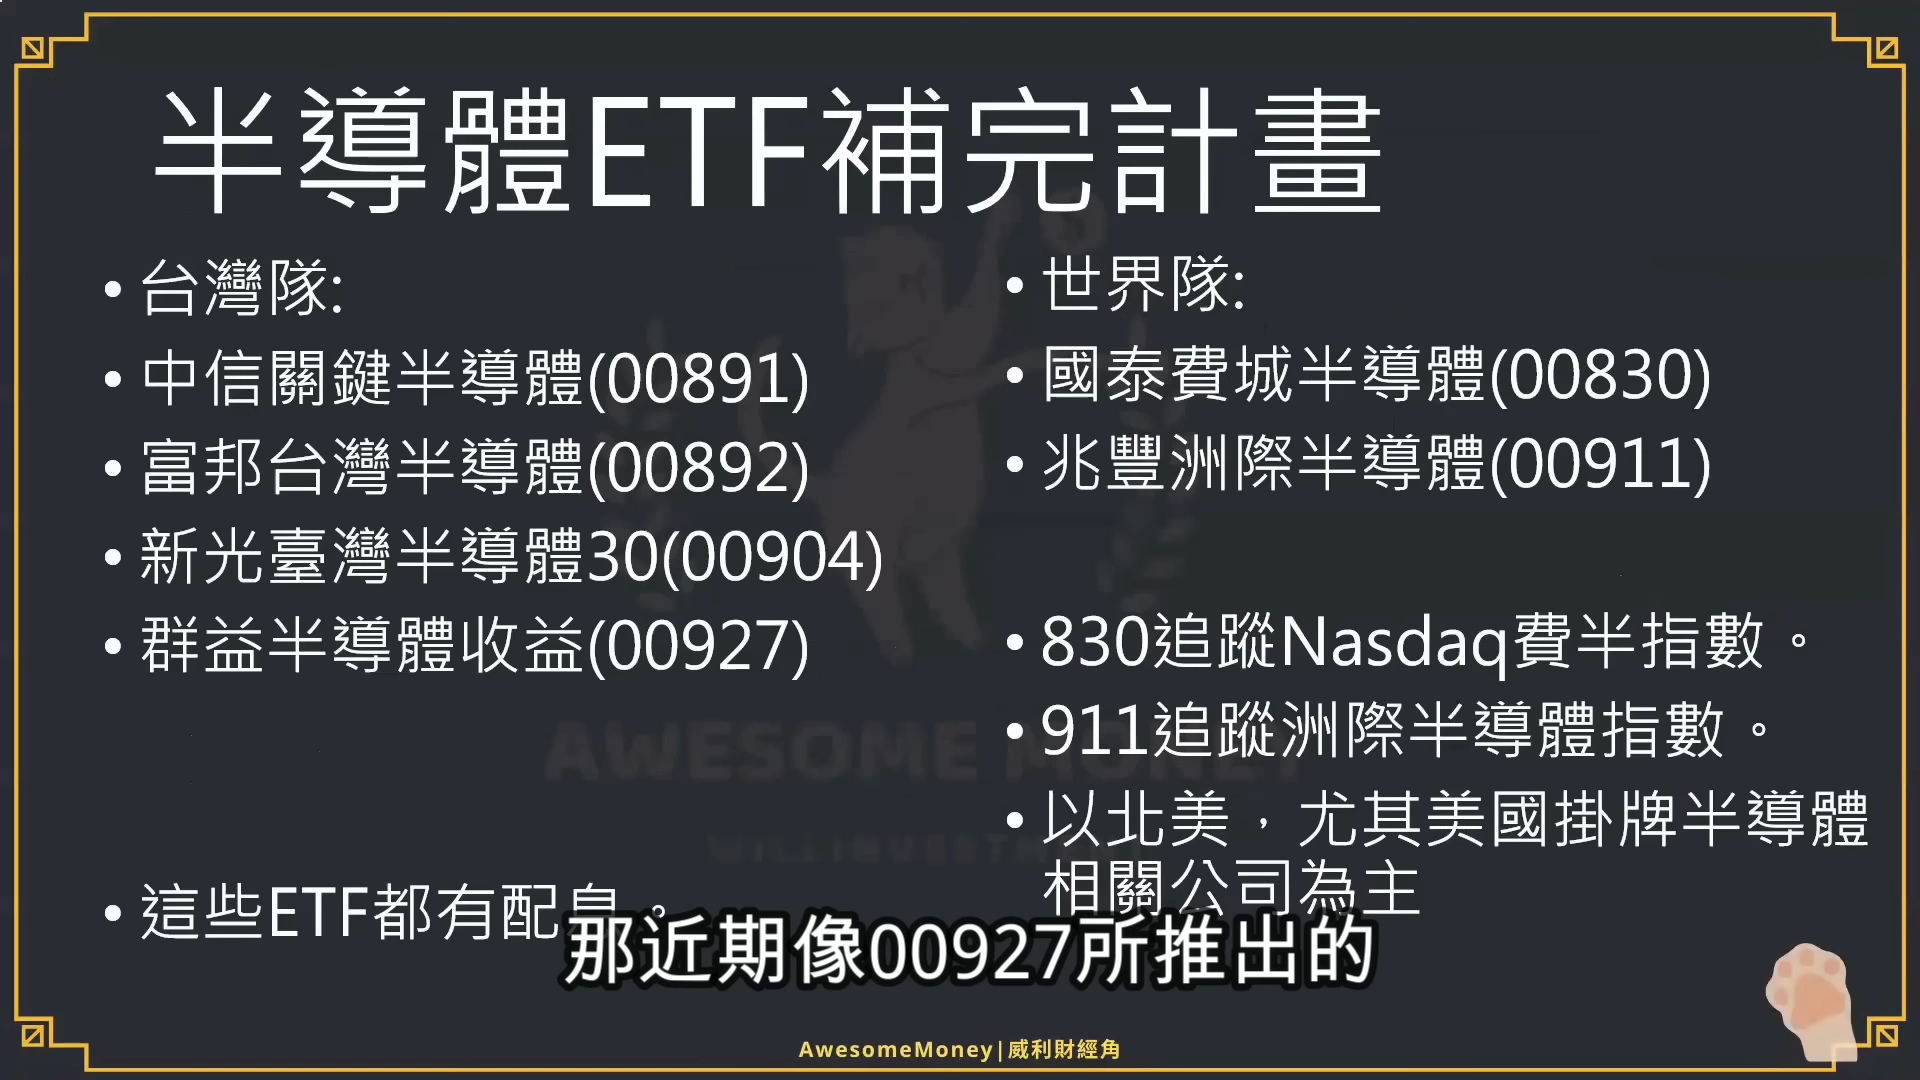 半導體ETF補完計畫
• 台灣隊:
• 中信關鍵半導體(00891)
• 富邦台灣半導體(00892)
• 新光臺灣半導體30(00904)
• 群益半導體收益(00927)
• 這些ETF都有配息。
• 世界隊:
• 國泰費城半導體(00830)
• 兆豐洲際半導體(00911)
• 830追蹤Nasdaq費半指數。
• 911追蹤洲際半導體指數。
• 以北美，尤其美國掛牌半導體
相關公司為主
AWESOME MONEY
那近期像00927所推出的
AwesomeMoney|威利財經角